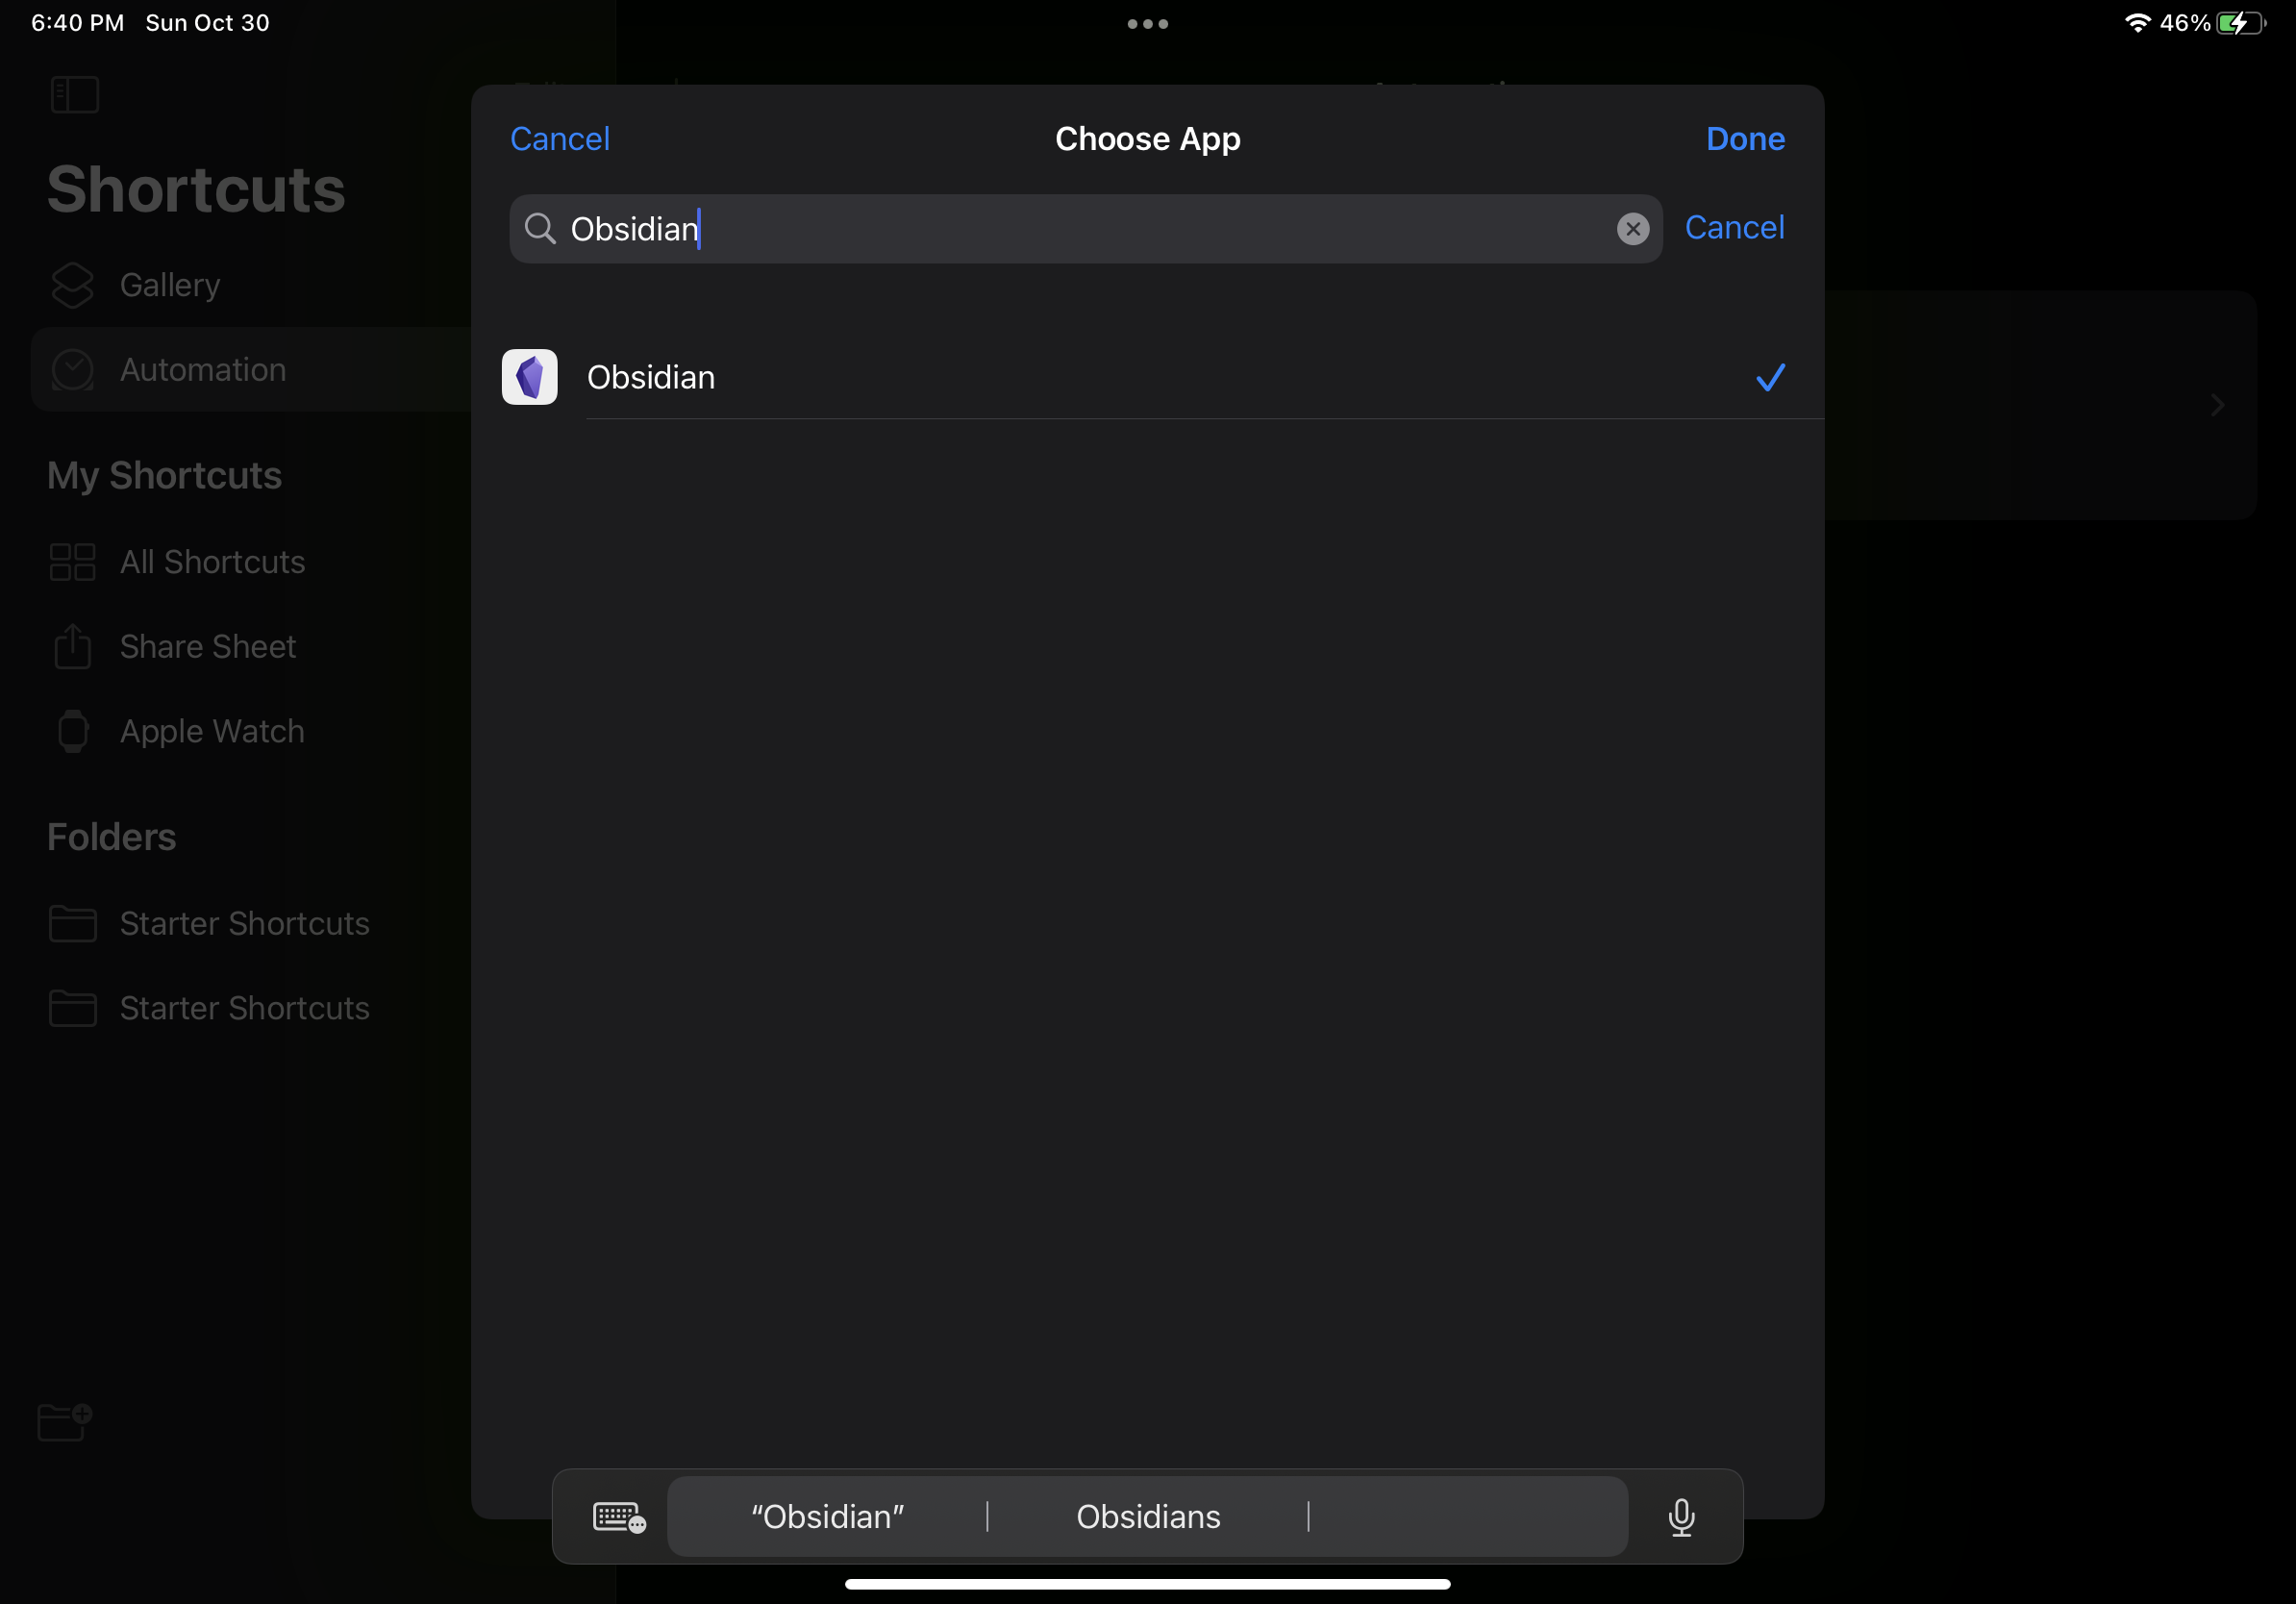 6:40 PM Sun Oct 30
46%
Shortcuts
Gallery
Automation
My Shortcuts
All Shortcuts
Share Sheet
Apple Watch
Folders
Starter Shortcuts
Starter Shortcuts
Cancel Choose App Done
Obsidian Cancel
Obsidian
“Obsidian” Obsidians